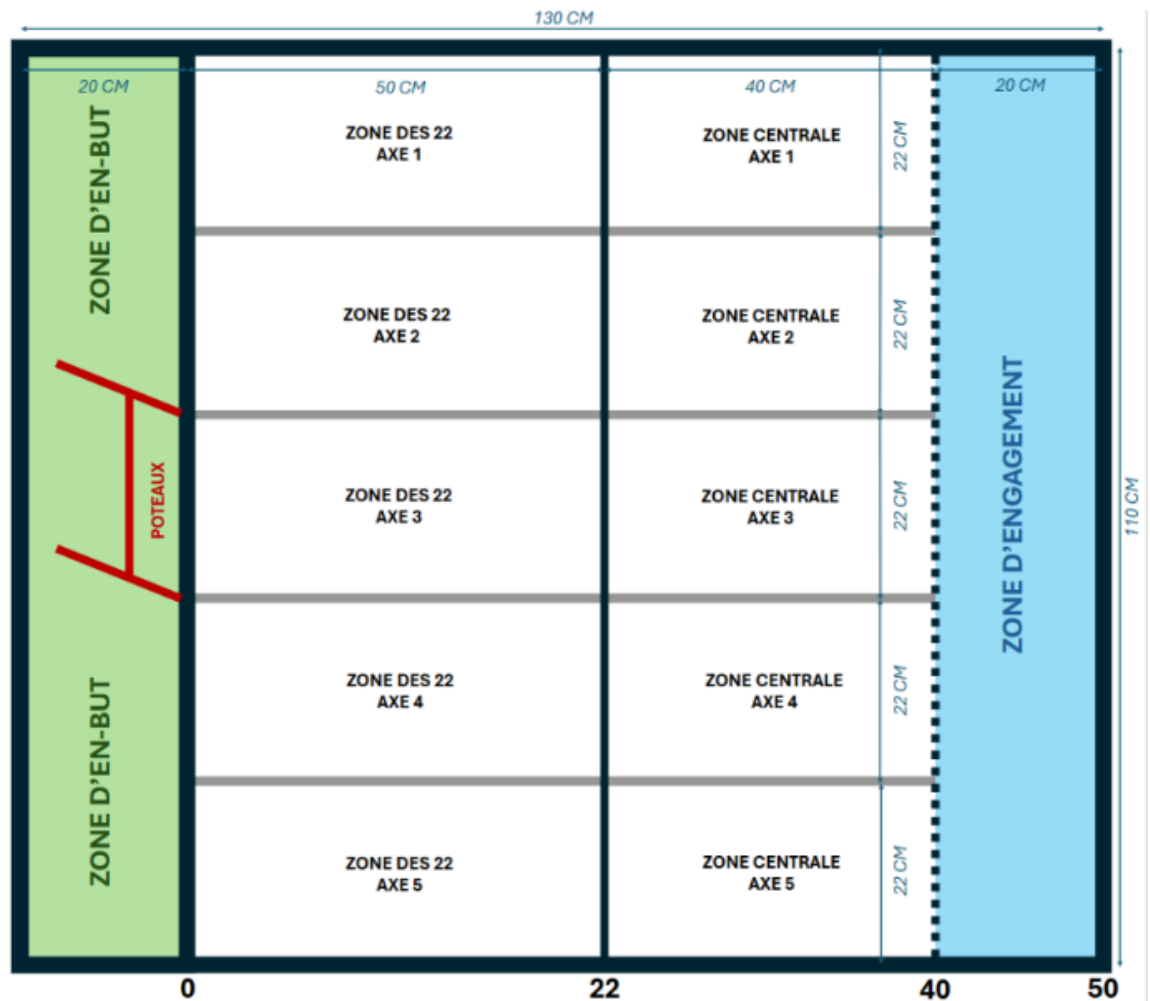 130 CM
20 CM
50 CM
40 CM
20 CM
ZONE D'EN-BUT
ZONE DES 22
AXE 1
ZONE CENTRALE
AXE 1
22 CM
ZONE DES 22
AXE 2
ZONE CENTRALE
AXE 2
22 CM
POTEAUX
ZONE DES 22
AXE 3
ZONE CENTRALE
AXE 3
22 CM
ZONE D'ENGAGEMENT
110 CM
ZONE D'EN-BUT
ZONE DES 22
AXE 4
ZONE CENTRALE
AXE 4
22 CM
ZONE DES 22
AXE 5
ZONE CENTRALE
AXE 5
22 CM
0
22
40
50